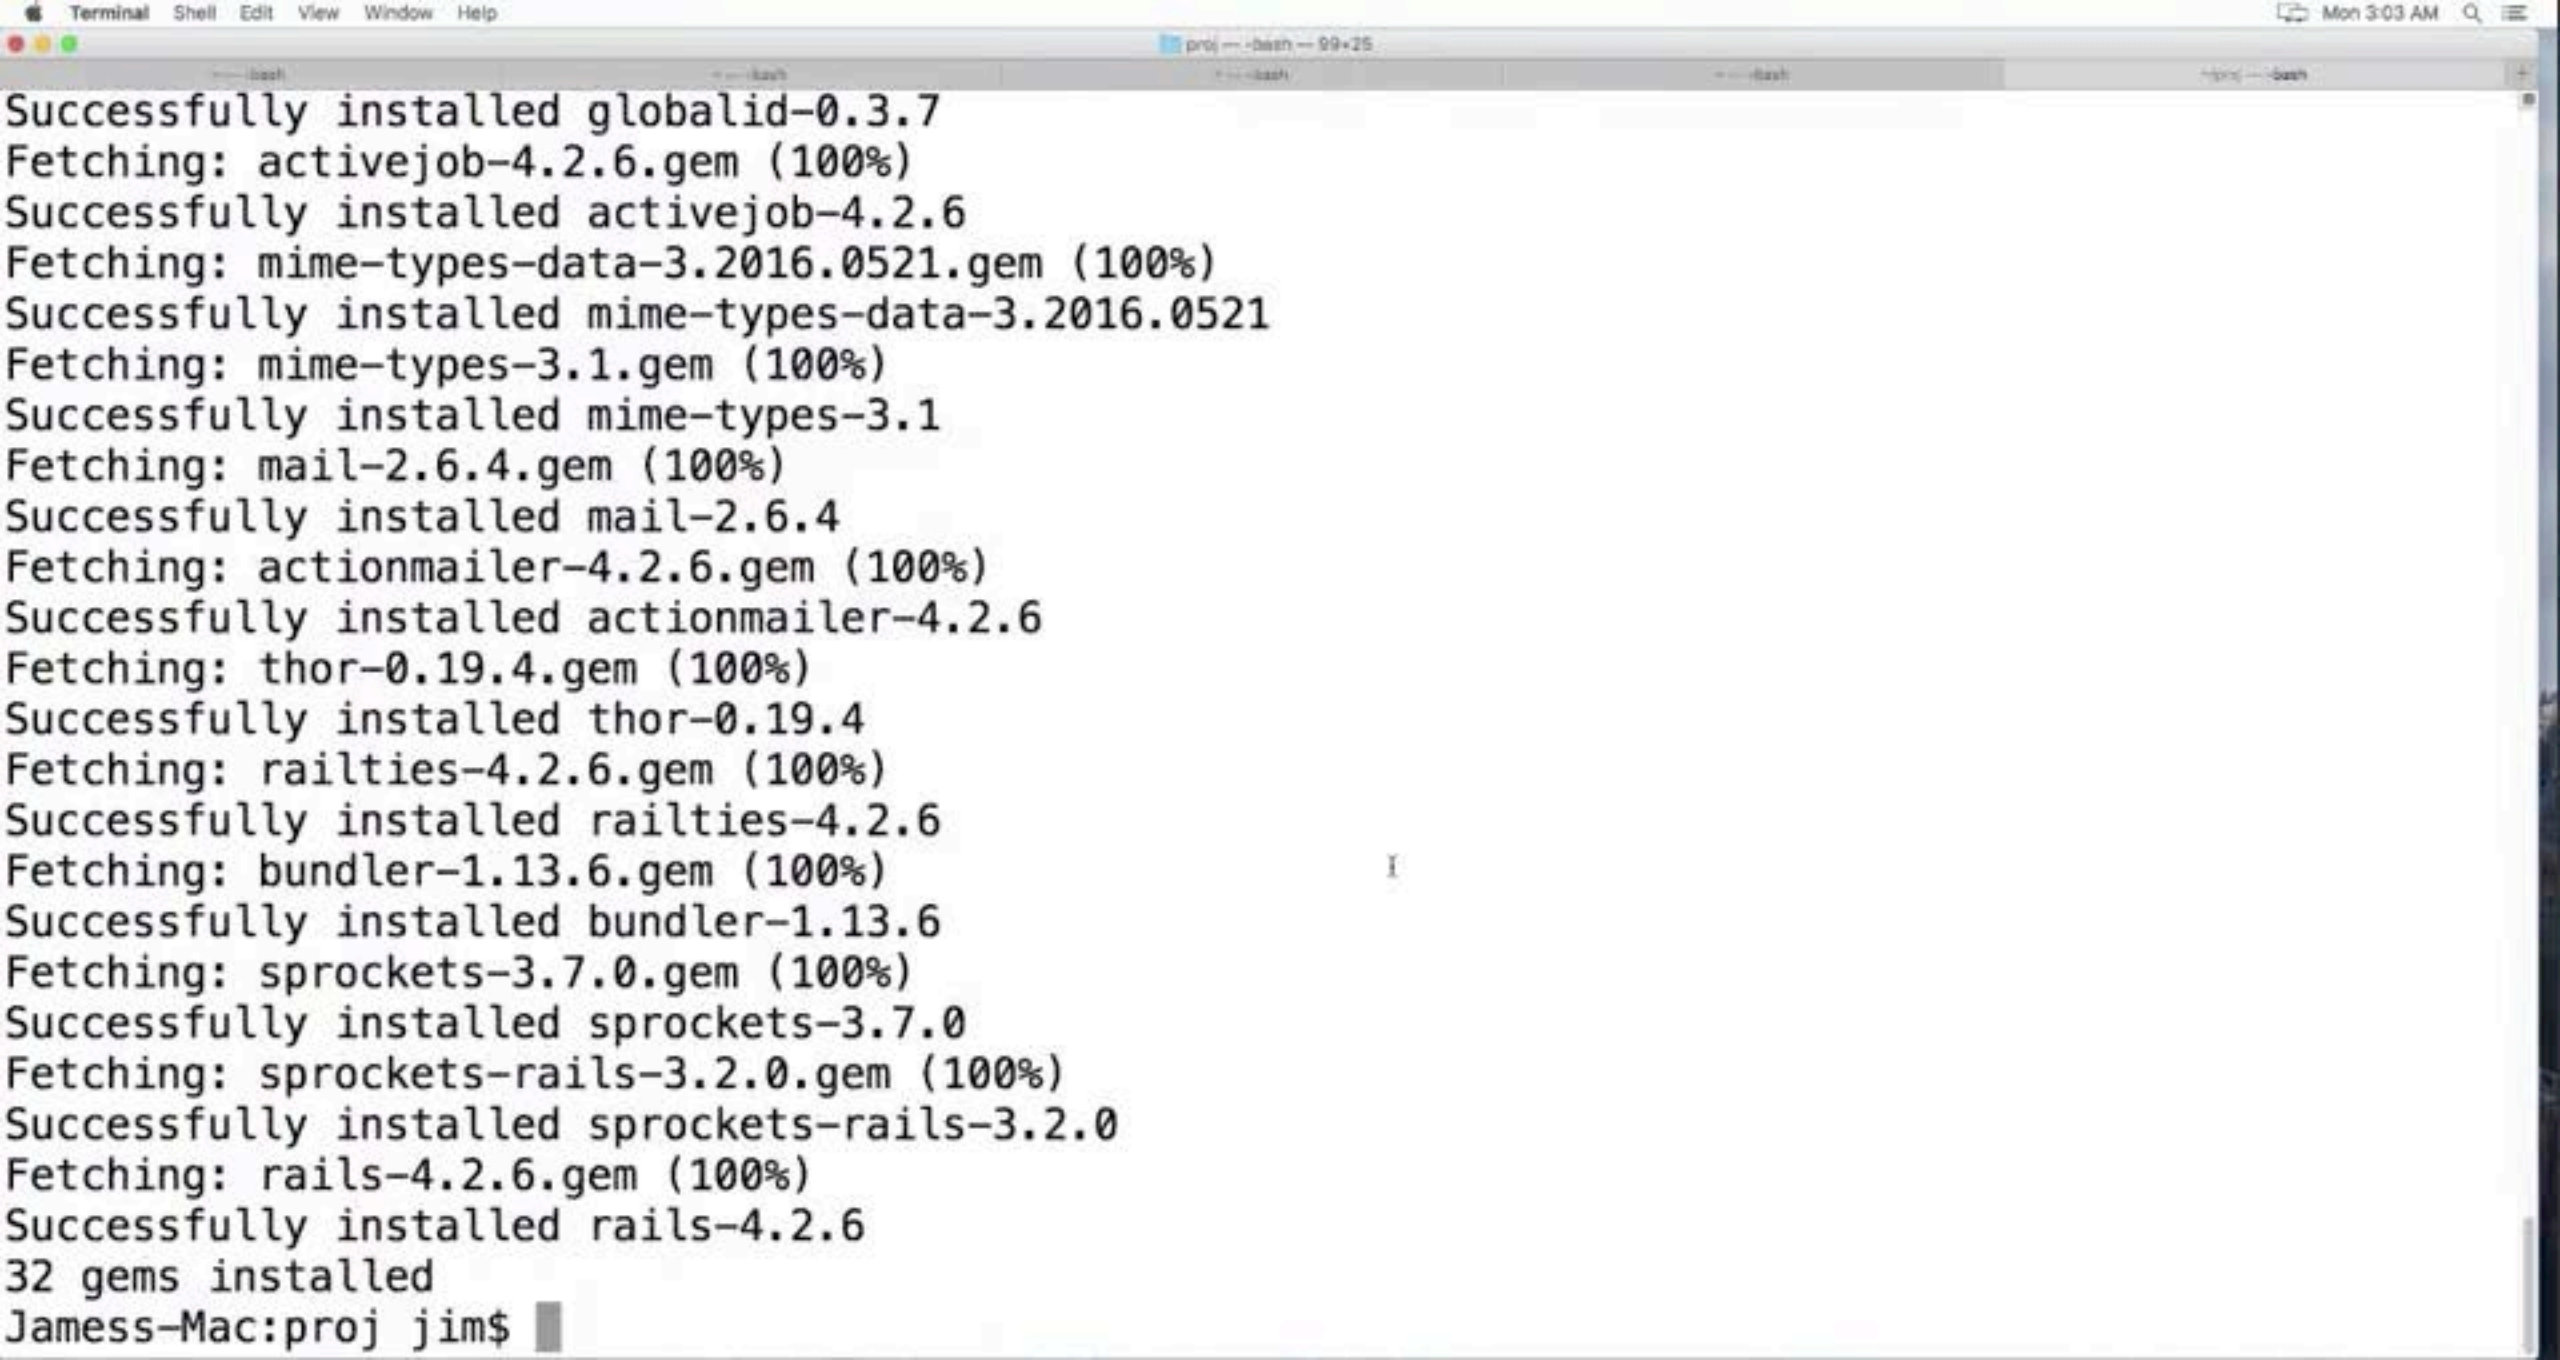 Terminal Shell Edit View Window Help Mon 3:03 AM
proj — -bash — 99×25
-bash -bash -bash -bash -bash
Successfully installed globalid-0.3.7
Fetching: activejob-4.2.6.gem (100%)
Successfully installed activejob-4.2.6
Fetching: mime-types-data-3.2016.0521.gem (100%)
Successfully installed mime-types-data-3.2016.0521
Fetching: mime-types-3.1.gem (100%)
Successfully installed mime-types-3.1
Fetching: mail-2.6.4.gem (100%)
Successfully installed mail-2.6.4
Fetching: actionmailer-4.2.6.gem (100%)
Successfully installed actionmailer-4.2.6
Fetching: thor-0.19.4.gem (100%)
Successfully installed thor-0.19.4
Fetching: railties-4.2.6.gem (100%)
Successfully installed railties-4.2.6
Fetching: bundler-1.13.6.gem (100%)
Successfully installed bundler-1.13.6
Fetching: sprockets-3.7.0.gem (100%)
Successfully installed sprockets-3.7.0
Fetching: sprockets-rails-3.2.0.gem (100%)
Successfully installed sprockets-rails-3.2.0
Fetching: rails-4.2.6.gem (100%)
Successfully installed rails-4.2.6
32 gems installed
Jamess-Mac:proj jim$